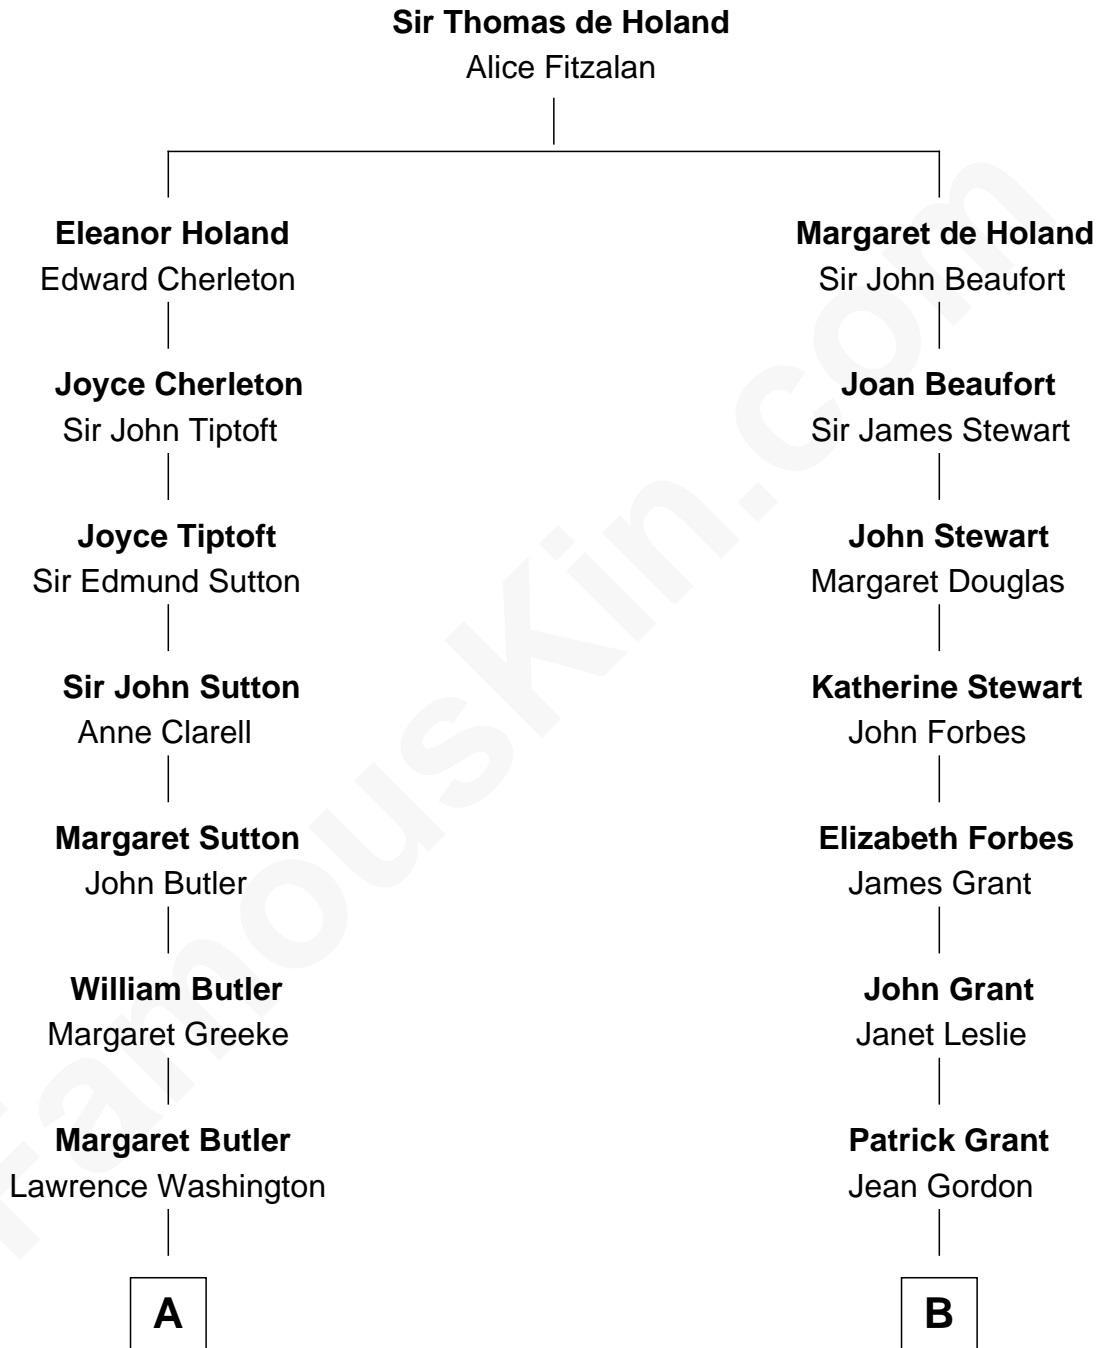 Sir Thomas de Holand
Alice Fitzalan
Eleanor Holand
Edward Cherleton
Margaret de Holand
Sir John Beaufort
Joyce Cherleton
Sir John Tiptoft
Joan Beaufort
Sir James Stewart
Joyce Tiptoft
Sir Edmund Sutton
John Stewart
Margaret Douglas
Sir John Sutton
Anne Clarell
Katherine Stewart
John Forbes
Margaret Sutton
John Butler
Elizabeth Forbes
James Grant
William Butler
Margaret Greeke
John Grant
Janet Leslie
Margaret Butler
Lawrence Washington
Patrick Grant
Jean Gordon
A
B
FamousKin.com